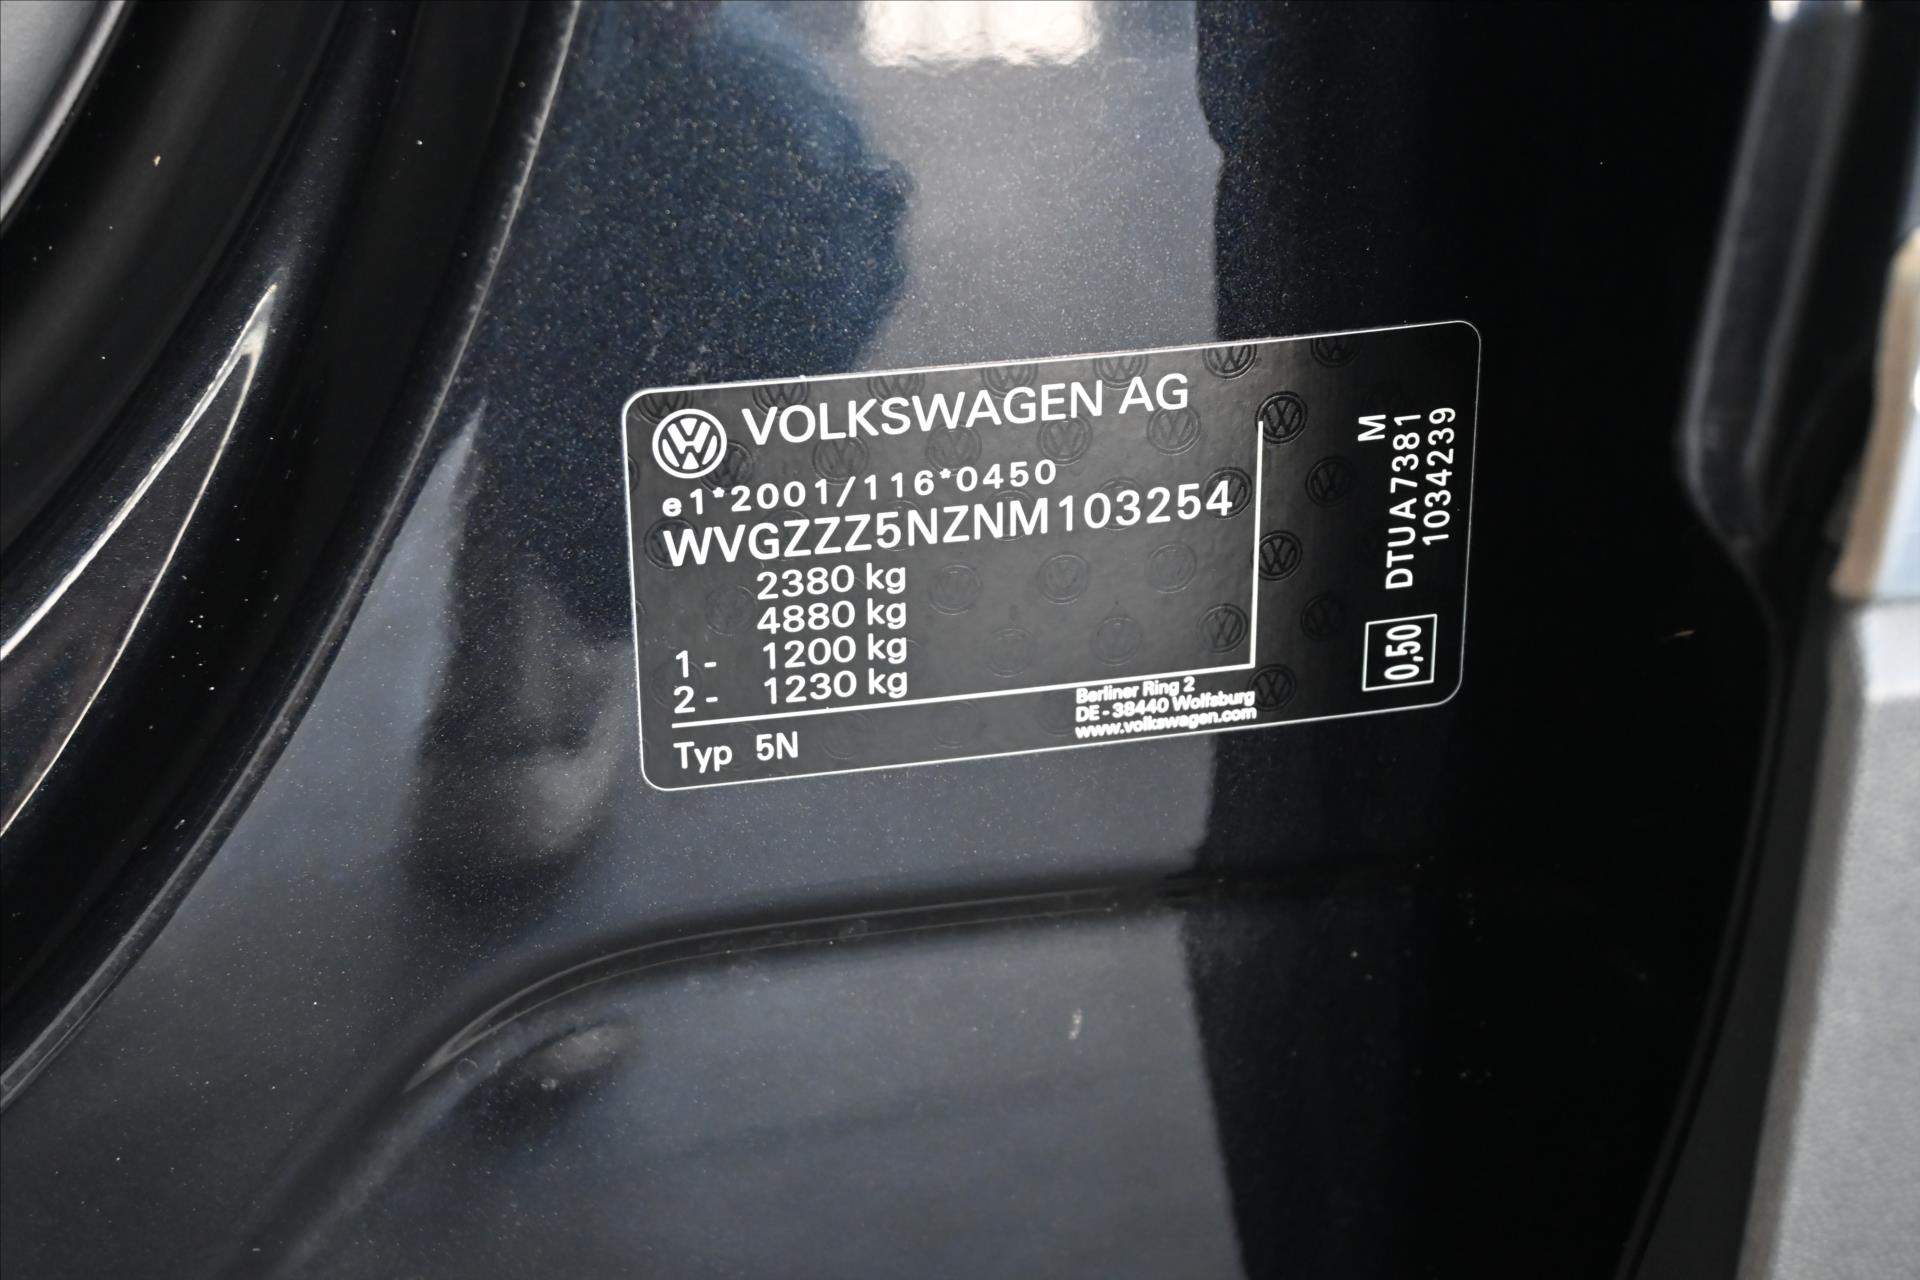 VOLKSWAGEN AG
e1*2001/116*0450
WVGZZZ5NZNM103254
2380 kg
4880 kg
1- 1200 kg
2- 1230 kg
Typ 5N
Berliner Ring 2
DE-38440 Wolfsburg
www.volkswagen.com
M
DTUA7381
1034239
0,50